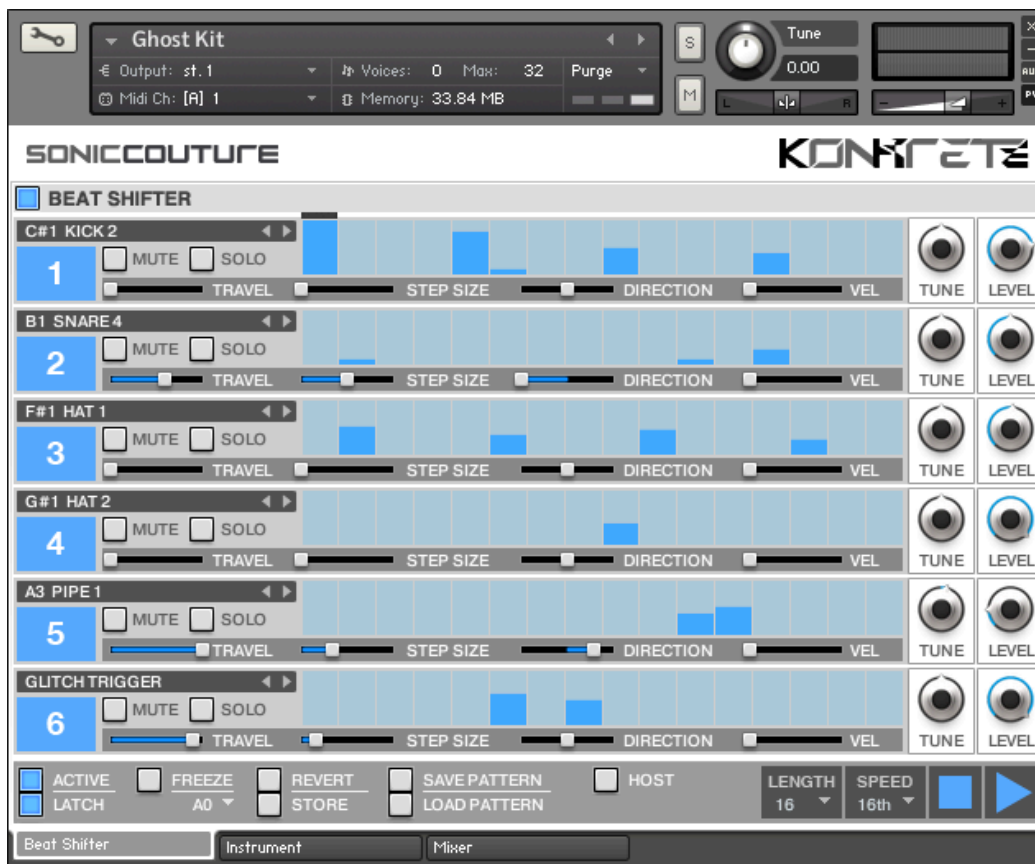 Ghost Kit
Output: st. 1
Voices: 0 Max: 32 Purge
Midi Ch: [A] 1
Memory: 33.84 MB
S
M
Tune
0.00
L R
- +
AU
PV
SONICCOUTURE
KONKRETE
BEAT SHIFTER
C#1 KICK 2
1 MUTE SOLO
TRAVEL STEP SIZE DIRECTION VEL TUNE LEVEL
B1 SNARE 4
2 MUTE SOLO
TRAVEL STEP SIZE DIRECTION VEL TUNE LEVEL
F#1 HAT 1
3 MUTE SOLO
TRAVEL STEP SIZE DIRECTION VEL TUNE LEVEL
G#1 HAT 2
4 MUTE SOLO
TRAVEL STEP SIZE DIRECTION VEL TUNE LEVEL
A3 PIPE 1
5 MUTE SOLO
TRAVEL STEP SIZE DIRECTION VEL TUNE LEVEL
GLITCH TRIGGER
6 MUTE SOLO
TRAVEL STEP SIZE DIRECTION VEL TUNE LEVEL
ACTIVE FREEZE REVERT SAVE PATTERN HOST LENGTH SPEED
LATCH A0 STORE LOAD PATTERN 16 16th
Beat Shifter Instrument Mixer